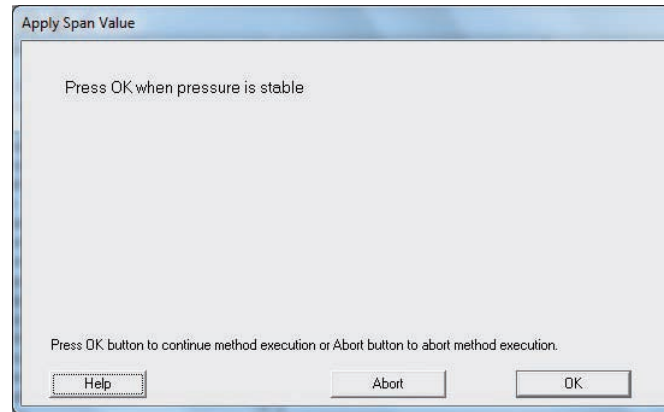 Apply Span Value
Press OK when pressure is stable
Press OK button to continue method execution or Abort button to abort method execution.
Help Abort OK